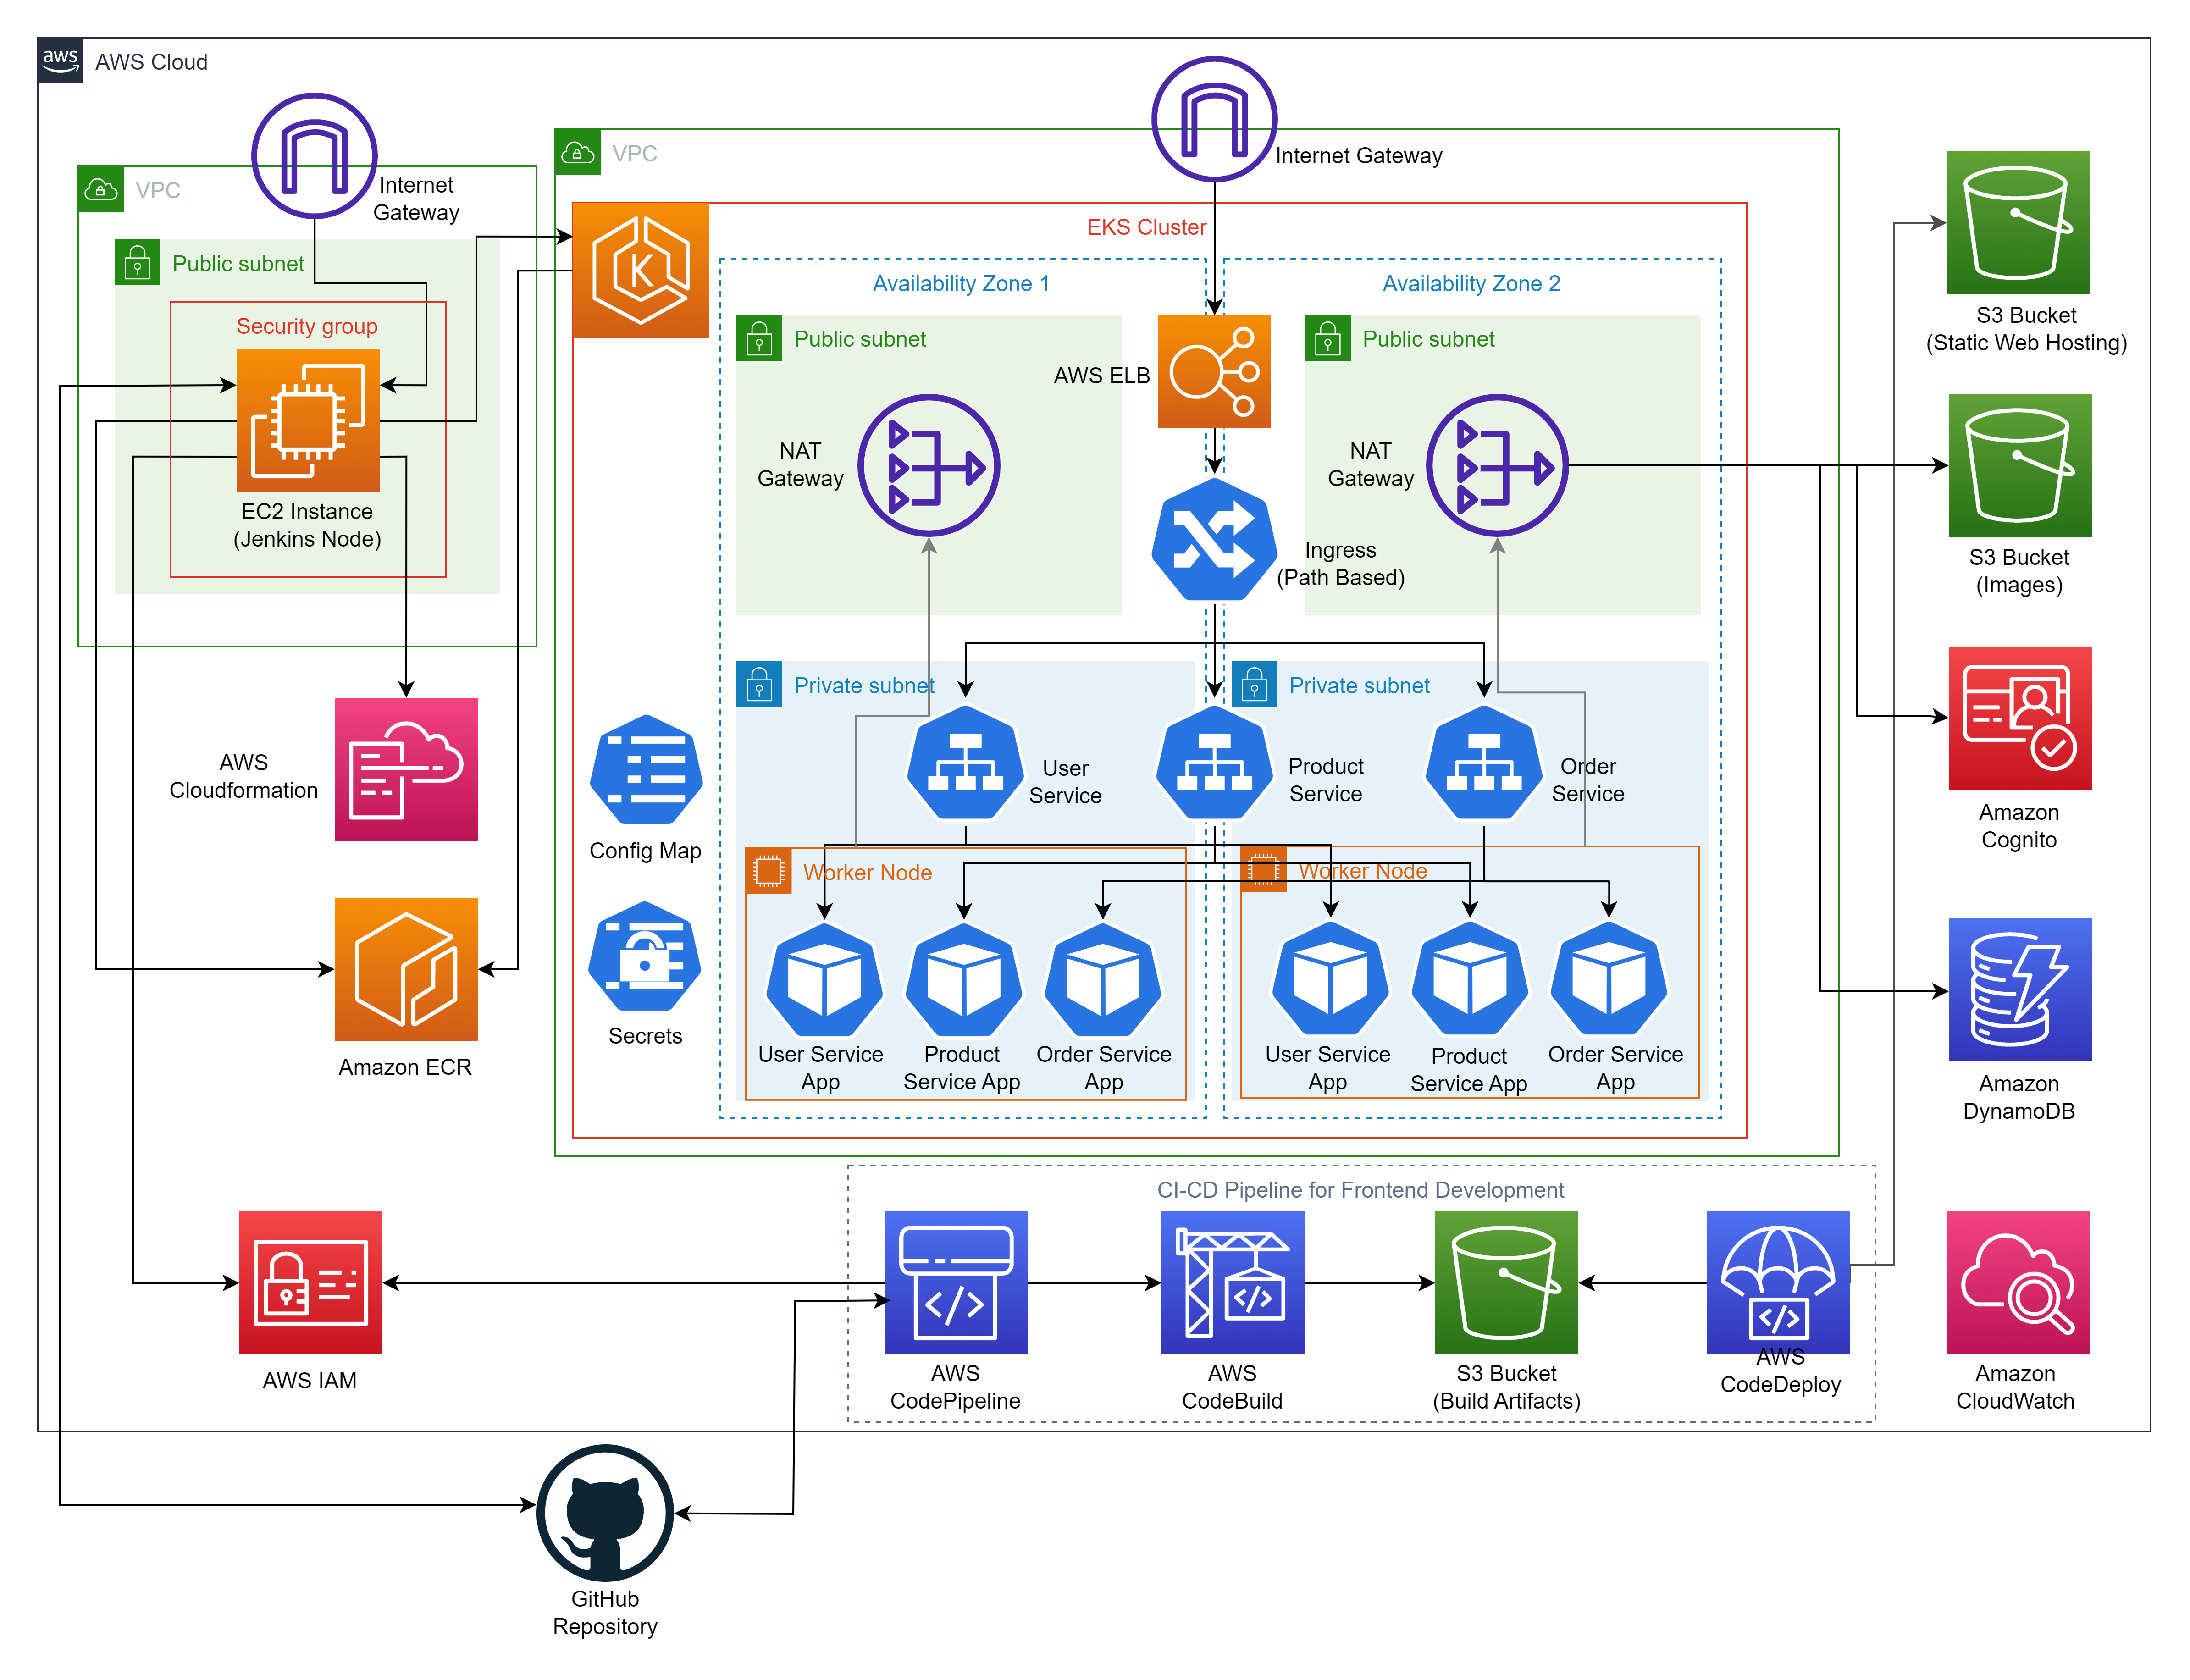 aws
AWS Cloud
Internet
Gateway
VPC
Public subnet
Security group
EC2 Instance
(Jenkins Node)
AWS
Cloudformation
Amazon ECR
AWS IAM
VPC
Internet Gateway
EKS Cluster
K
Availability Zone 1
Availability Zone 2
Public subnet
NAT
Gateway
AWS ELB
Public subnet
NAT
Gateway
Ingress
(Path Based)
Private subnet
Private subnet
User
Service
Product
Service
Order
Service
Config Map
Secrets
Worker Node
Worker Node
User Service
App
Product
Service App
Order Service
App
User Service
App
Product
Service App
Order Service
App
S3 Bucket
(Static Web Hosting)
S3 Bucket
(Images)
Amazon
Cognito
Amazon
DynamoDB
CI-CD Pipeline for Frontend Development
</>
</>
</>
AWS
CodePipeline
AWS
CodeBuild
S3 Bucket
(Build Artifacts)
AWS
CodeDeploy
Amazon
CloudWatch
GitHub
Repository